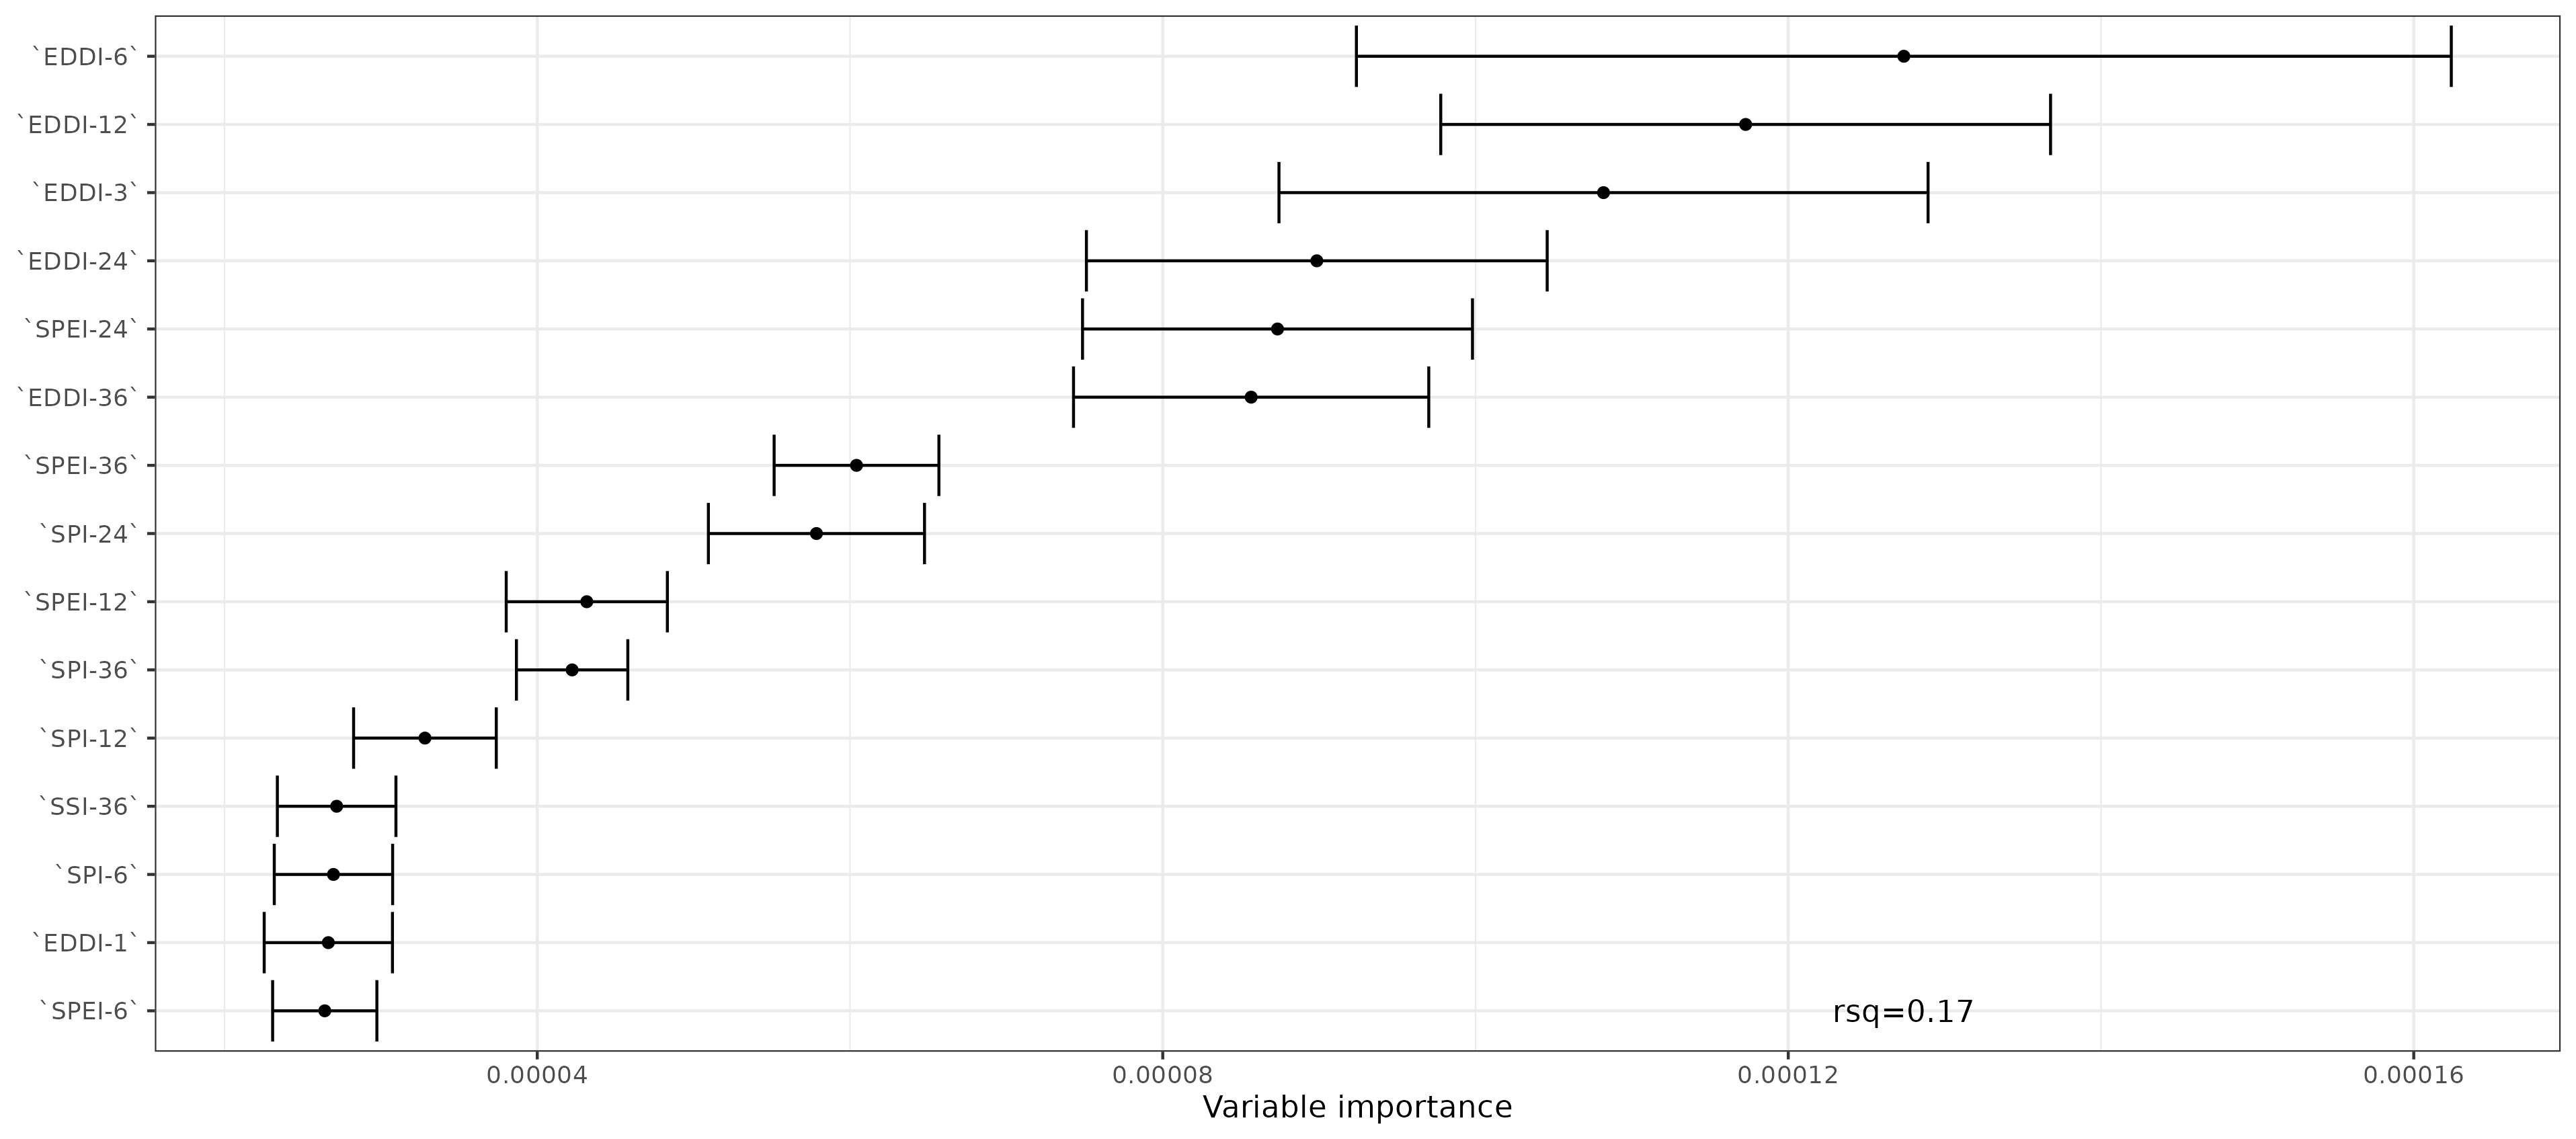 `EDDI-6`
`EDDI-12`
`EDDI-3`
`EDDI-24`
`SPEI-24`
`EDDI-36`
`SPEI-36`
`SPI-24`
`SPEI-12`
`SPI-36`
`SPI-12`
`SSI-36`
`SPI-6`
`EDDI-1`
`SPEI-6`
rsq=0.17
0.00004 0.00008 0.00012 0.00016
Variable importance